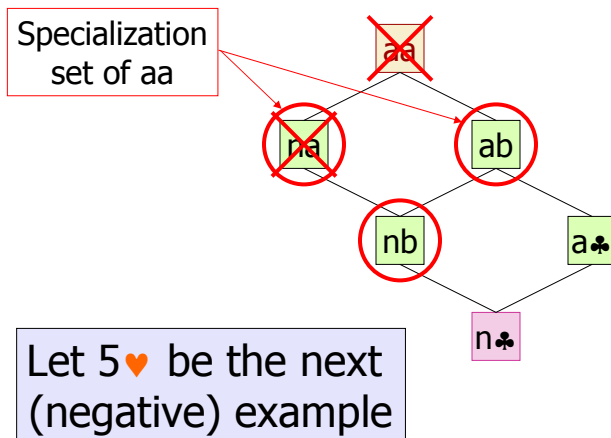 Specialization
set of aa
aa
na
ab
nb
a♣
n♣
Let 5♥ be the next
(negative) example